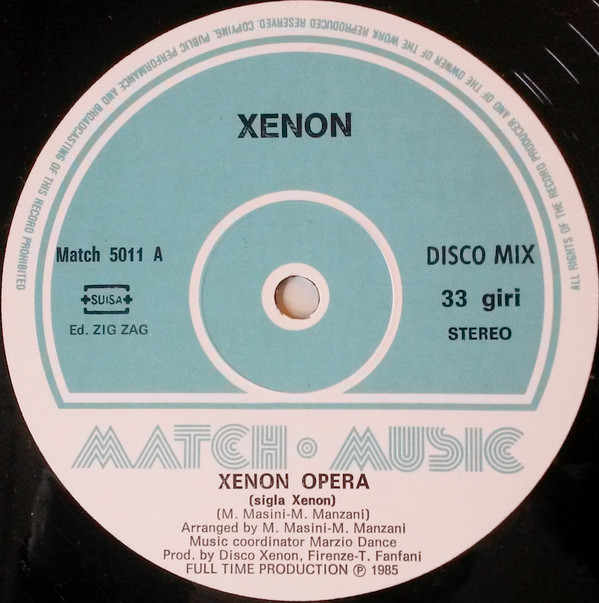 ALL RIGHTS OF THE RECORD PRODUCER AND OF THE OWNER OF THE WORK REPRODUCED RESERVED. COPYING, PUBLIC PERFORMANCE AND BROADCASTING OF THIS RECORD PROHIBITED
XENON
Match 5011 A
SUISA
Ed. ZIG ZAG
DISCO MIX
33 giri
STEREO
MATCH MUSIC
XENON OPERA
(sigla Xenon)
(M. Masini-M. Manzani)
Arranged by M. Masini-M. Manzani
Music coordinator Marzio Dance
Prod. by Disco Xenon, Firenze-T. Fanfani
FULL TIME PRODUCTION ℗ 1985